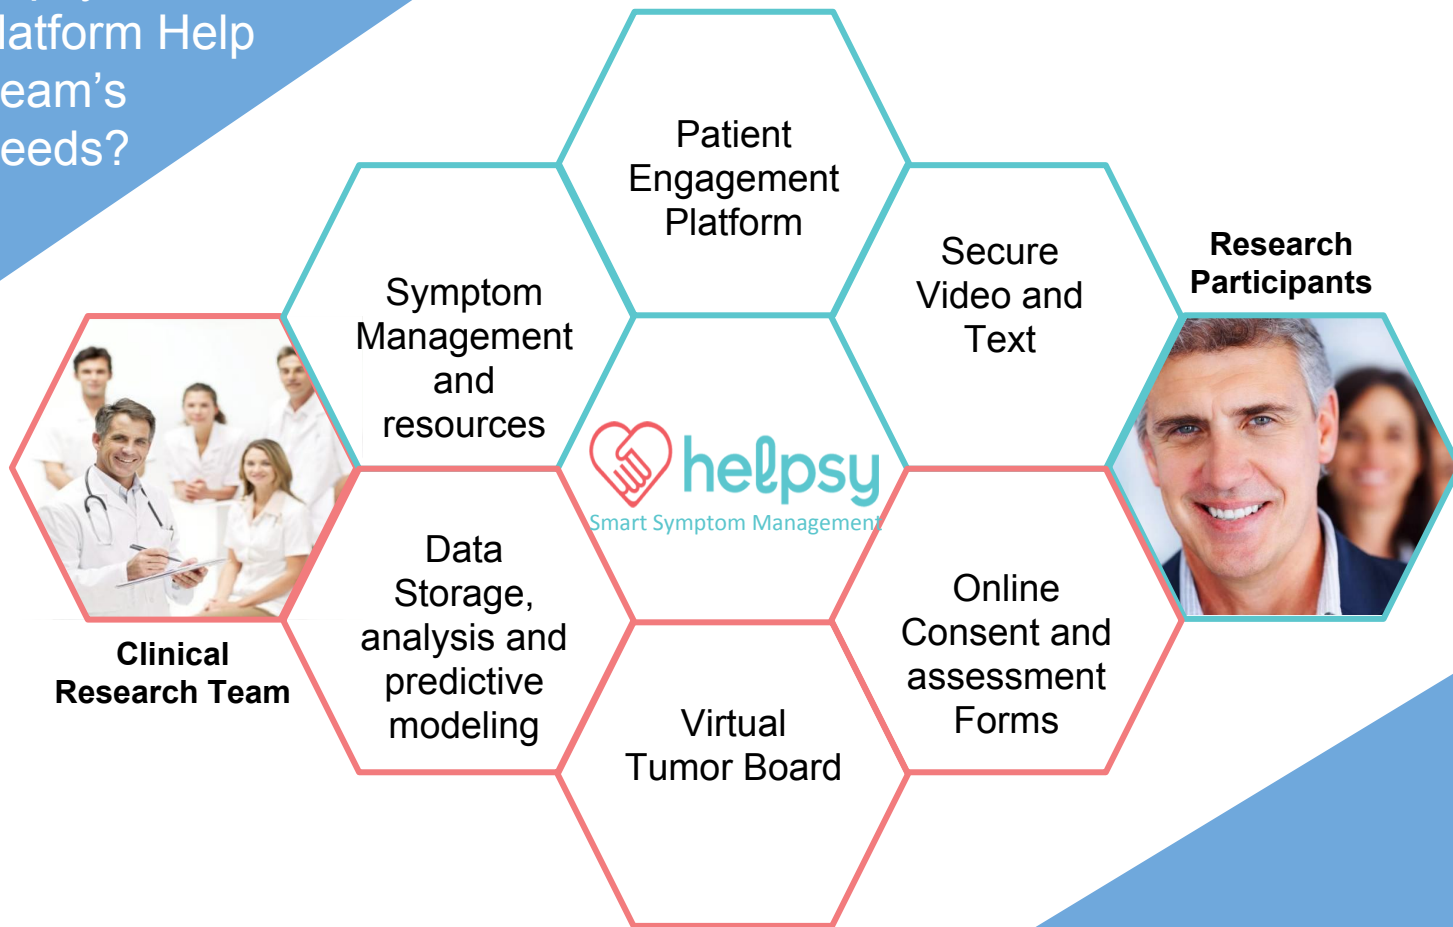 latform Help
eam's
eeds?
Patient
Engagement
Platform
Secure
Video and
Text
Research
Participants
Symptom
Management
and
resources
helpsy
Smart Symptom Management
Data
Storage,
analysis and
predictive
modeling
Online
Consent and
assessment
Forms
Clinical
Research Team
Virtual
Tumor Board